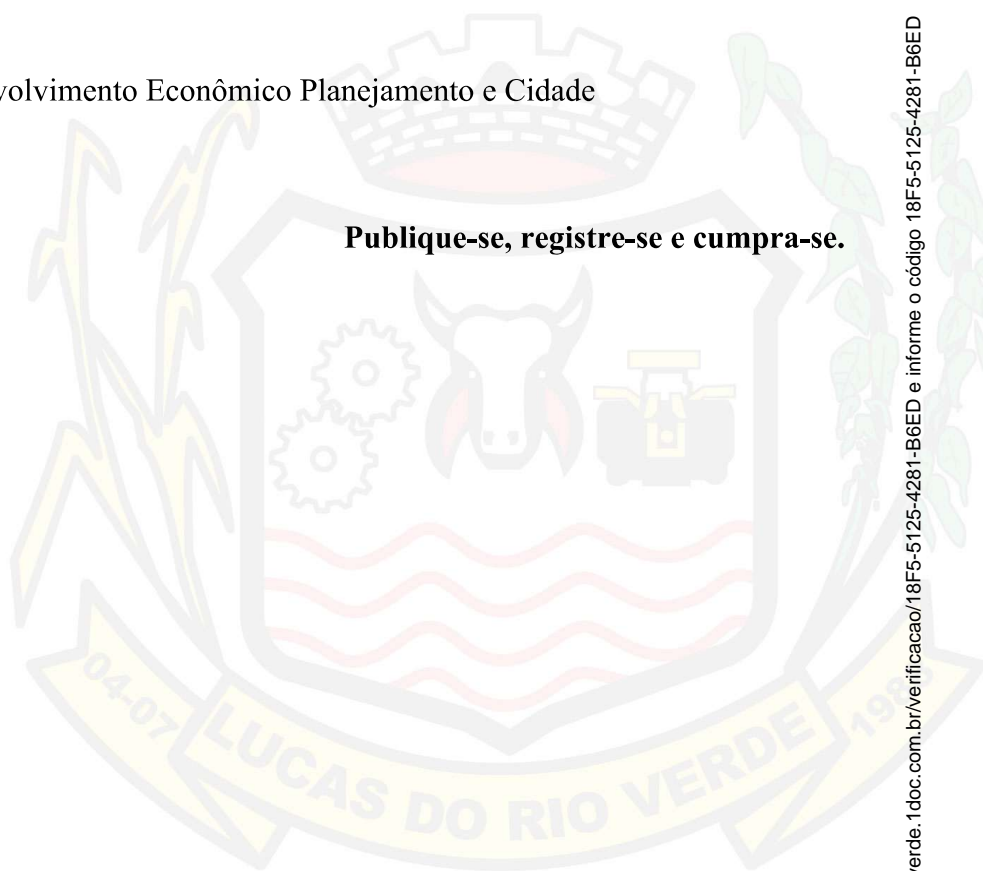 volvimento Econômico Planejamento e Cidade
Publique-se, registre-se e cumpra-se.
04-07
LUCAS DO RIO VERDE
verde.1doc.com.br/verificacao/18F5-5125-4281-B6ED e informe o código 18F5-5125-4281-B6ED